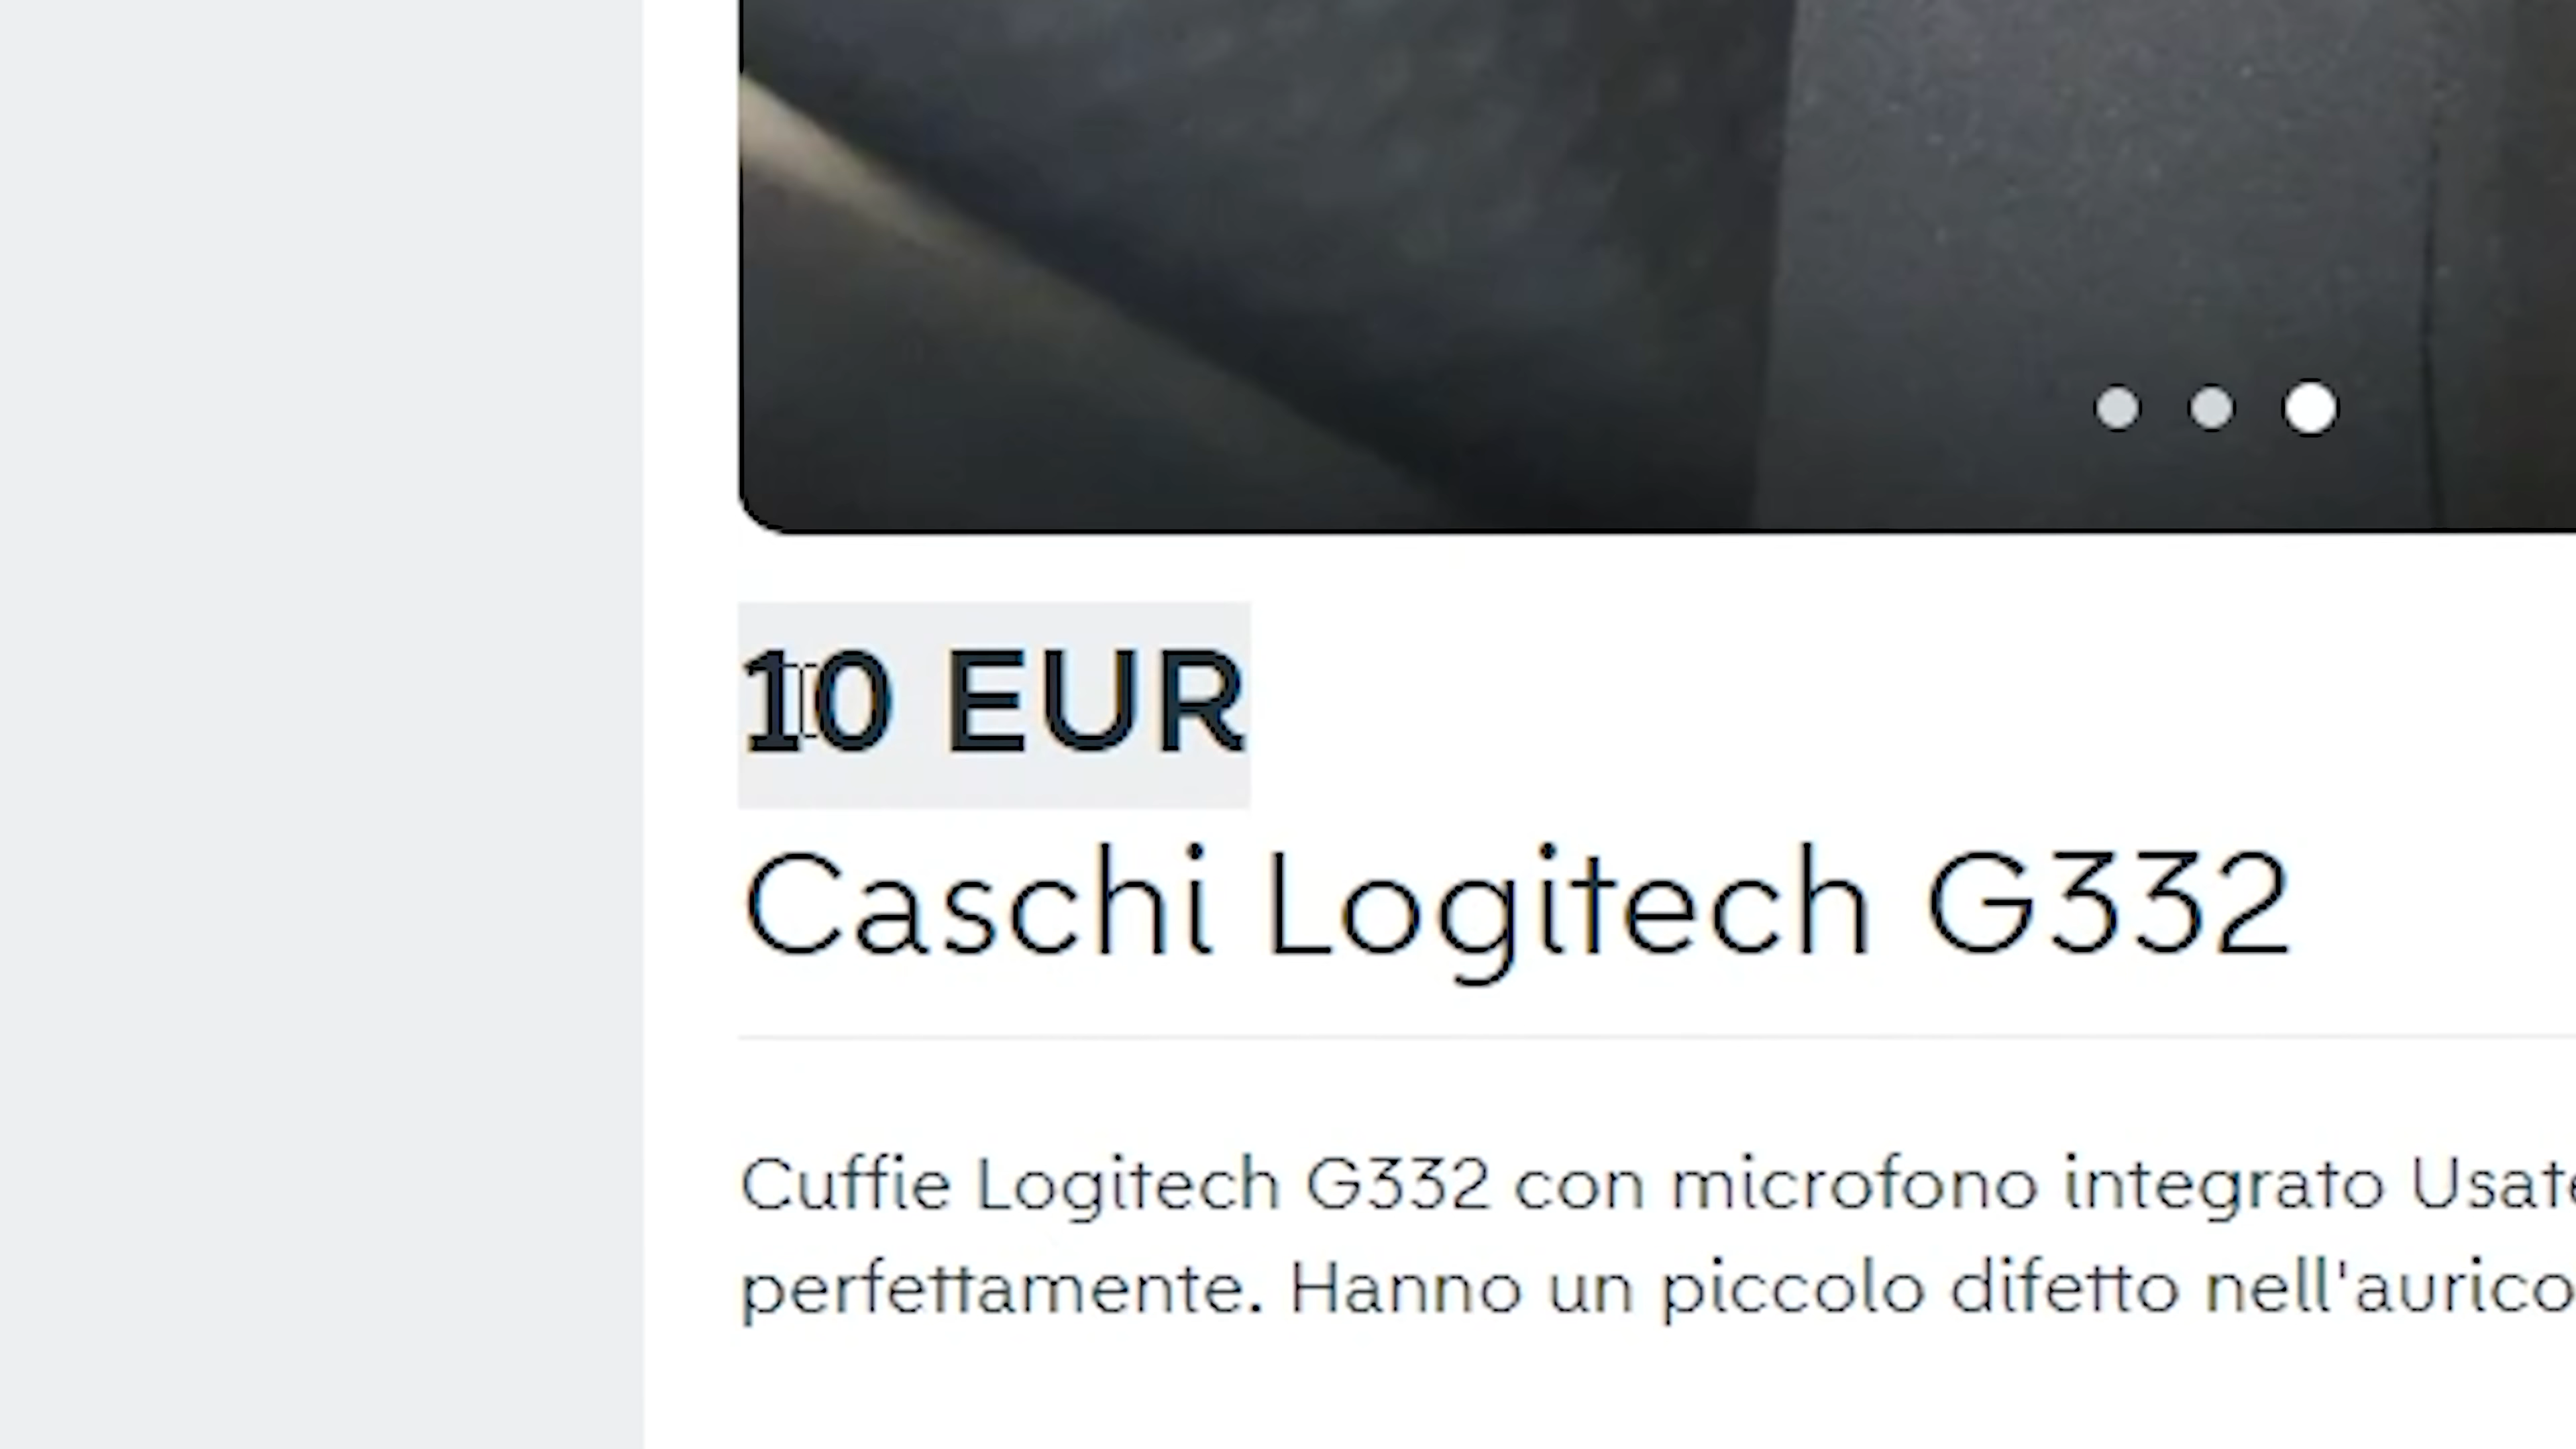 10 EUR
Caschi Logitech G332
Cuffie Logitech G332 con microfono integrato
perfettamente. Hanno un piccolo difetto